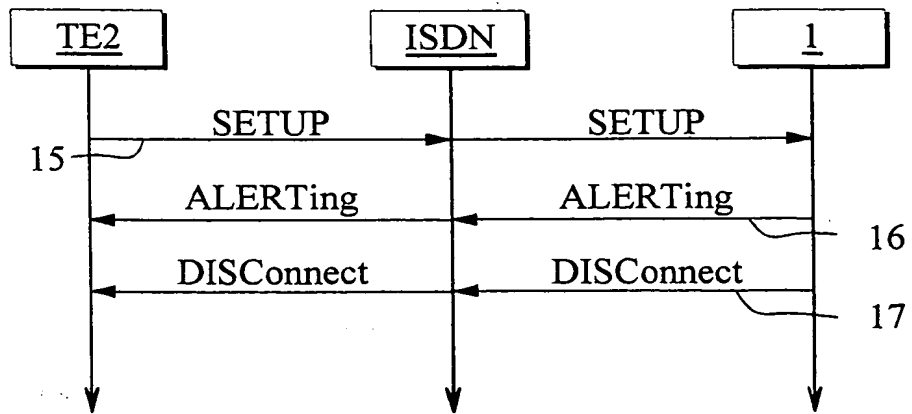 TE2 ISDN 1
SETUP SETUP
15
ALERTing ALERTing
16
DISConnect DISConnect
17